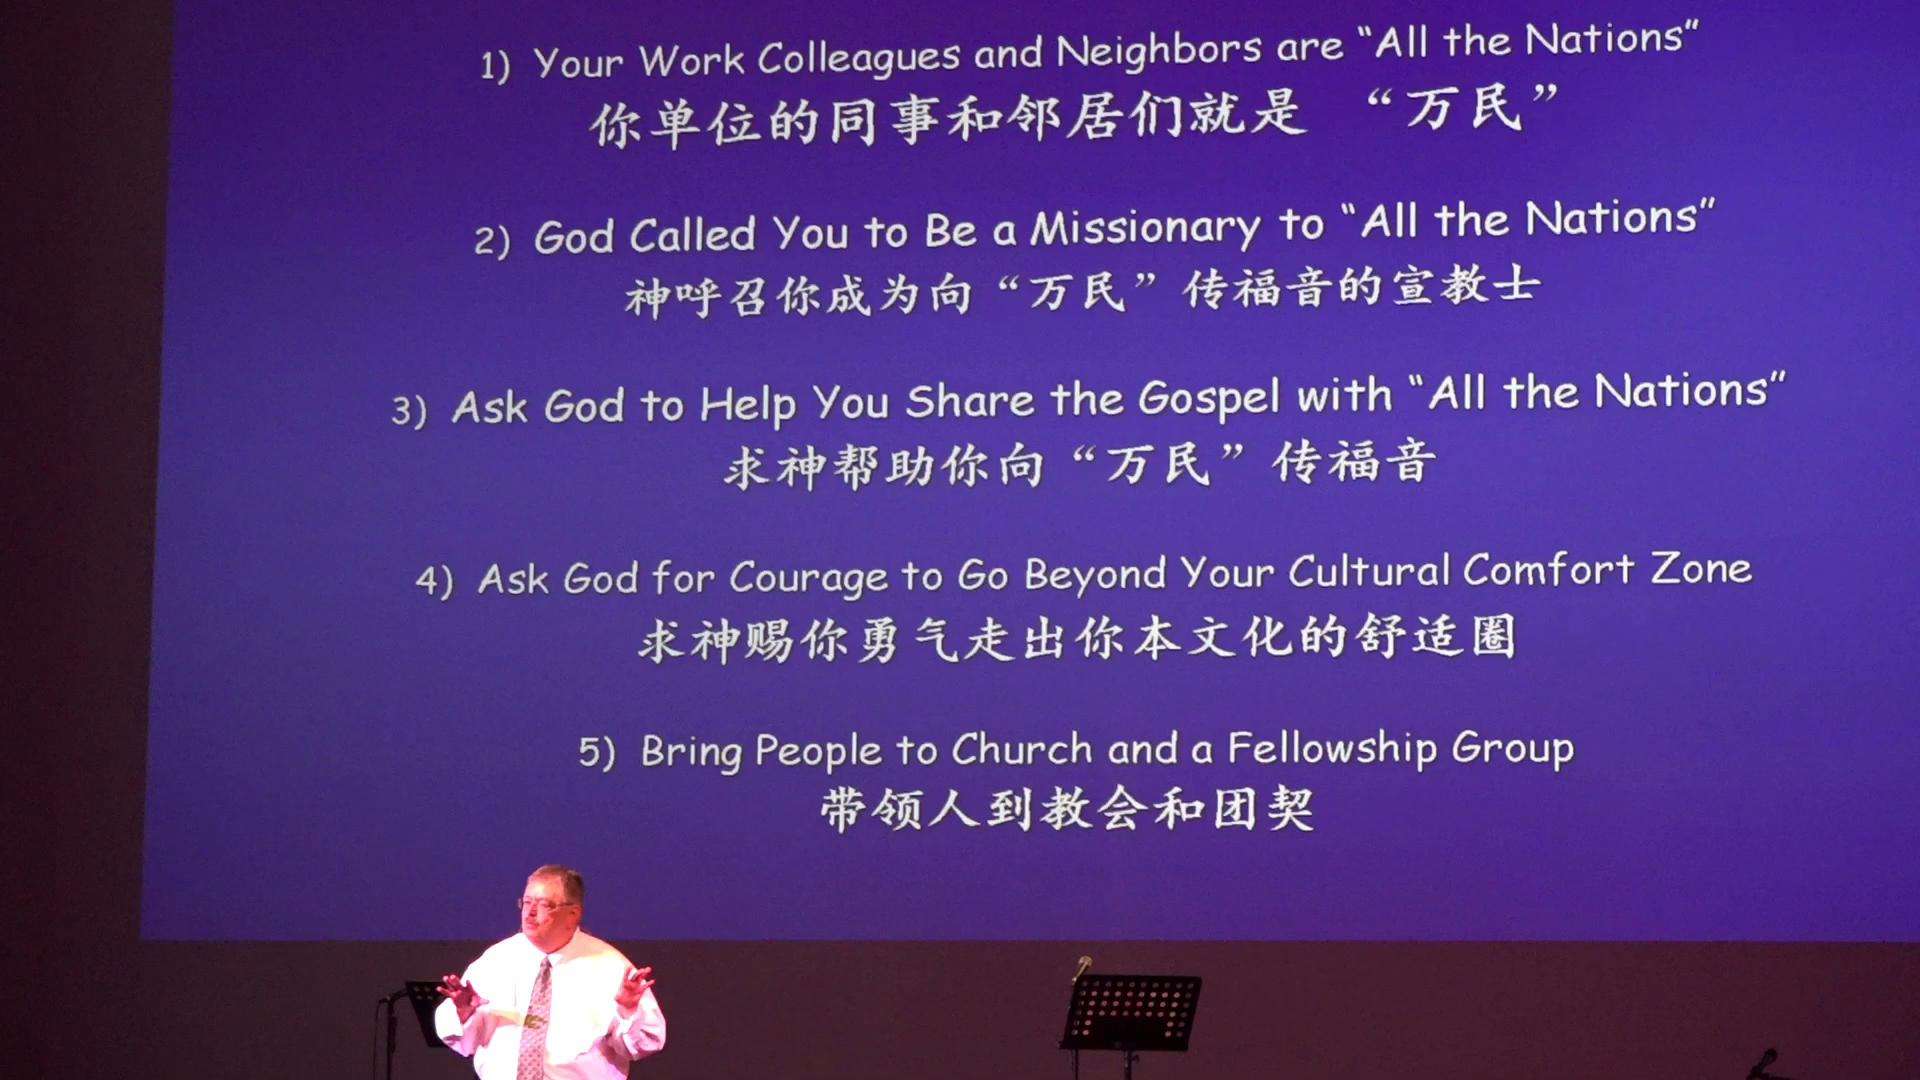 1) Your Work Colleagues and Neighbors are “All the Nations”
你单位的同事和邻居们就是 “万民”
2) God Called You to Be a Missionary to “All the Nations”
神呼召你成为向“万民”传福音的宣教士
3) Ask God to Help You Share the Gospel with “All the Nations”
求神帮助你向“万民”传福音
4) Ask God for Courage to Go Beyond Your Cultural Comfort Zone
求神赐你勇气走出你本文化的舒适圈
5) Bring People to Church and a Fellowship Group
带领人到教会和团契